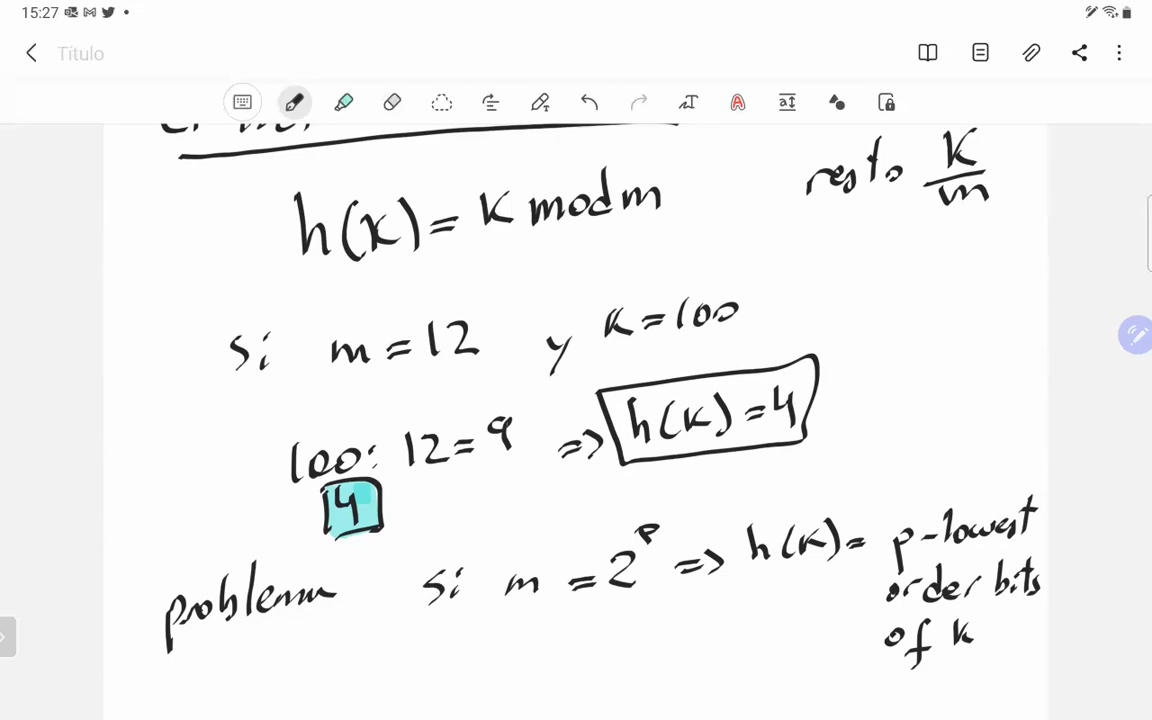 15:27
Título
resto K/m
h(k) = K mod m
Si m = 12 y K = 100
100 : 12 = 9 => h(k) = 4
4
problema si m = 2^p => h(k) = p-lowest
order bits
of k